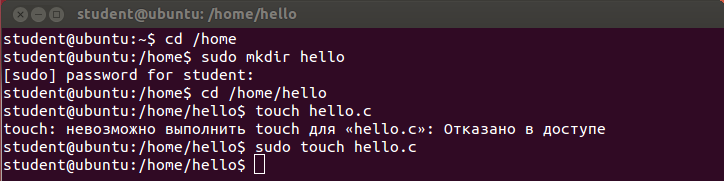 student@ubuntu: /home/hello
student@ubuntu:~$ cd /home
student@ubuntu:/home$ sudo mkdir hello
[sudo] password for student:
student@ubuntu:/home$ cd /home/hello
student@ubuntu:/home/hello$ touch hello.c
touch: невозможно выполнить touch для «hello.c»: Отказано в доступе
student@ubuntu:/home/hello$ sudo touch hello.c
student@ubuntu:/home/hello$